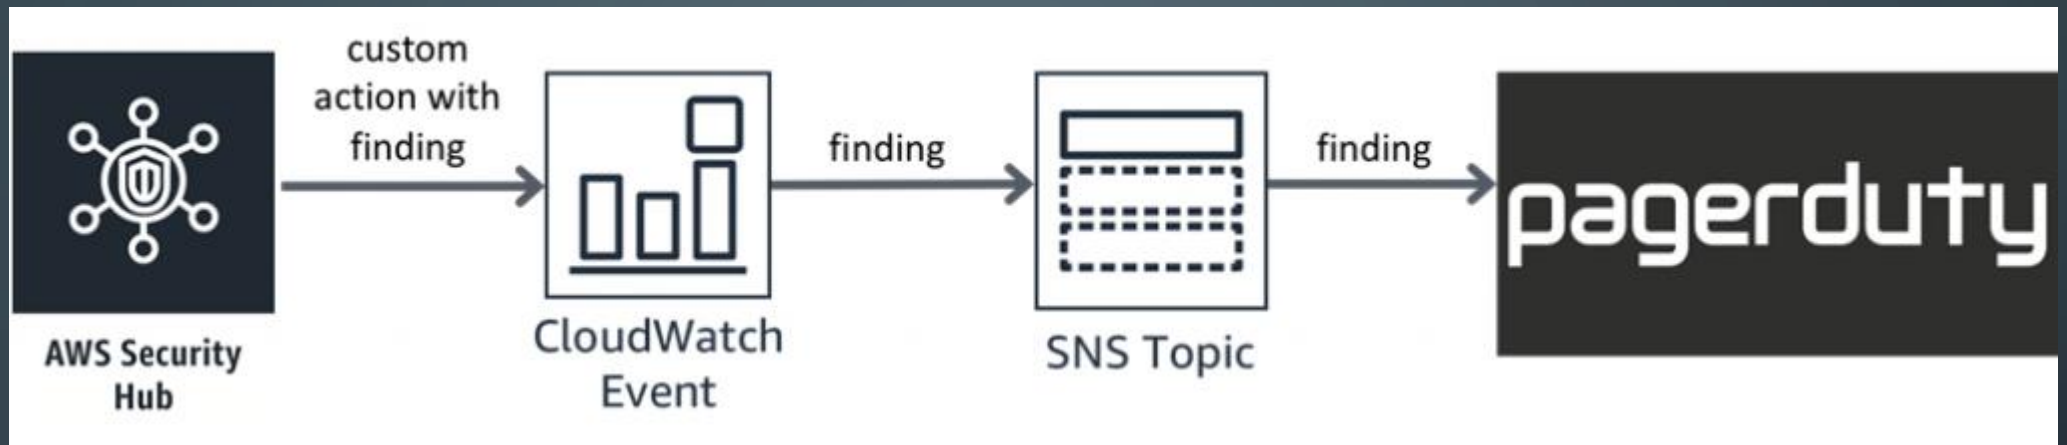 custom
action with
finding
finding
finding
pagerduty
AWS Security
Hub
CloudWatch
Event
SNS Topic